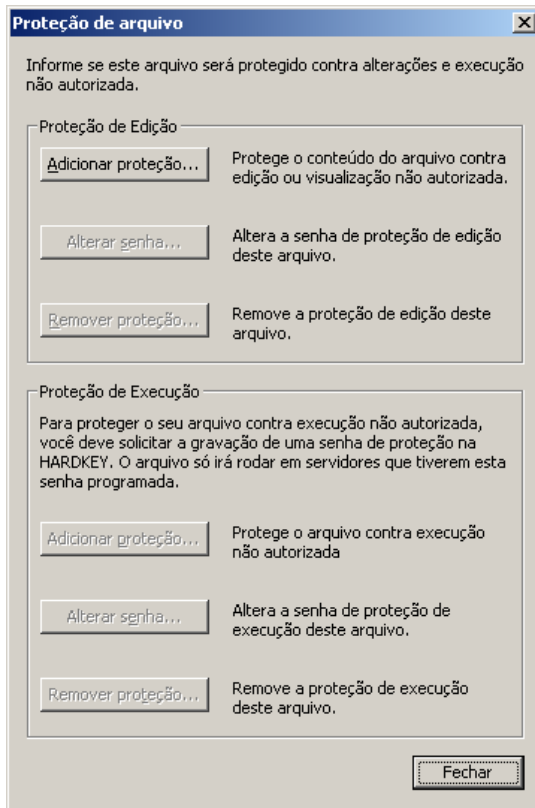 Proteção de arquivo
Informe se este arquivo será protegido contra alterações e execução
não autorizada.
Proteção de Edição
Adicionar proteção...
Protege o conteúdo do arquivo contra
edição ou visualização não autorizada.
Alterar senha...
Altera a senha de proteção de edição
deste arquivo.
Remover proteção...
Remove a proteção de edição deste
arquivo.
Proteção de Execução
Para proteger o seu arquivo contra execução não autorizada,
você deve solicitar a gravação de uma senha de proteção na
HARDKEY. O arquivo só irá rodar em servidores que tiverem esta
senha programada.
Adicionar proteção...
Protege o arquivo contra execução
não autorizada
Alterar senha...
Altera a senha de proteção de
execução deste arquivo.
Remover proteção...
Remove a proteção de execução
deste arquivo.
Fechar